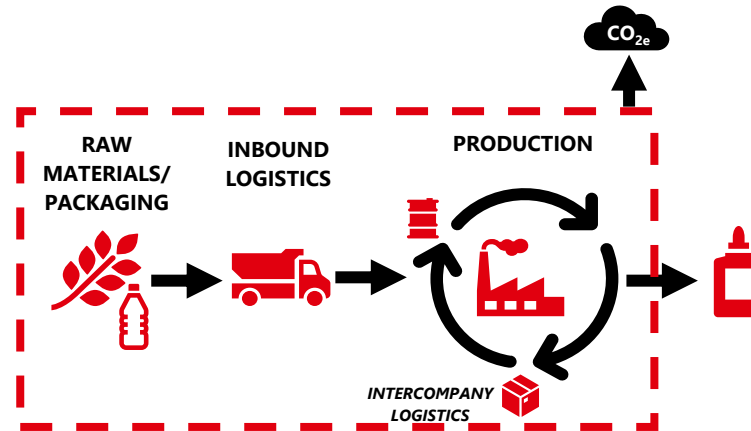 CO2e
RAW
MATERIALS/
PACKAGING
INBOUND
LOGISTICS
PRODUCTION
INTERCOMPANY
LOGISTICS